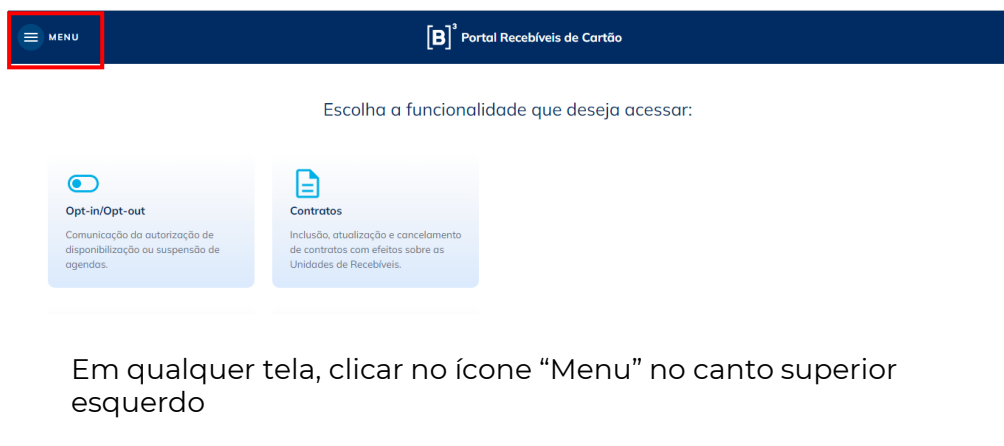 MENU
[B]³ Portal Recebíveis de Cartão
Escolha a funcionalidade que deseja acessar:
Opt-in/Opt-out
Comunicação da autorização de
disponibilização ou suspensão de
agendas.
Contratos
Inclusão, atualização e cancelamento
de contratos com efeitos sobre as
Unidades de Recebíveis.
Em qualquer tela, clicar no ícone “Menu” no canto superior
esquerdo